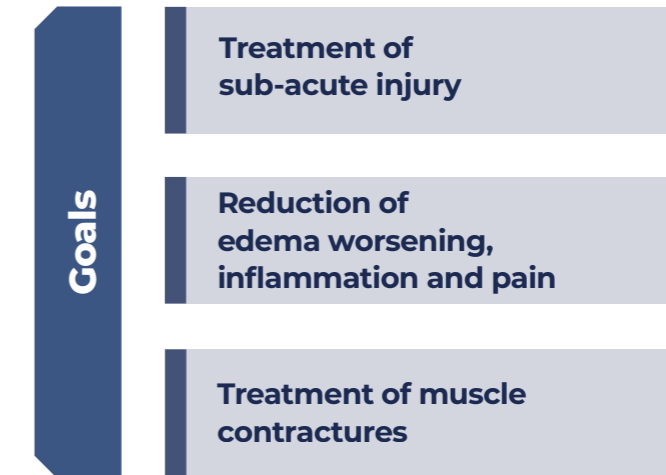 Goals
Treatment of
sub-acute injury
Reduction of
edema worsening,
inflammation and pain
Treatment of muscle
contractures